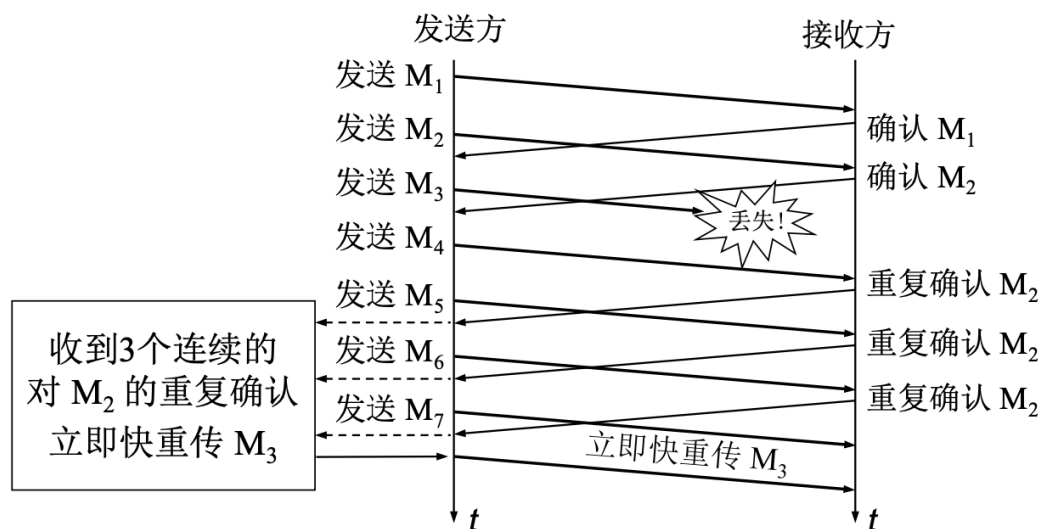 发送方
接收方
发送 M₁
发送 M₂
确认 M₁
发送 M₃
确认 M₂
丢失!
发送 M₄
发送 M₅
重复确认 M₂
收到3个连续的
对 M₂ 的重复确认
立即快重传 M₃
发送 M₆
重复确认 M₂
发送 M₇
重复确认 M₂
立即快重传 M₃
t
t